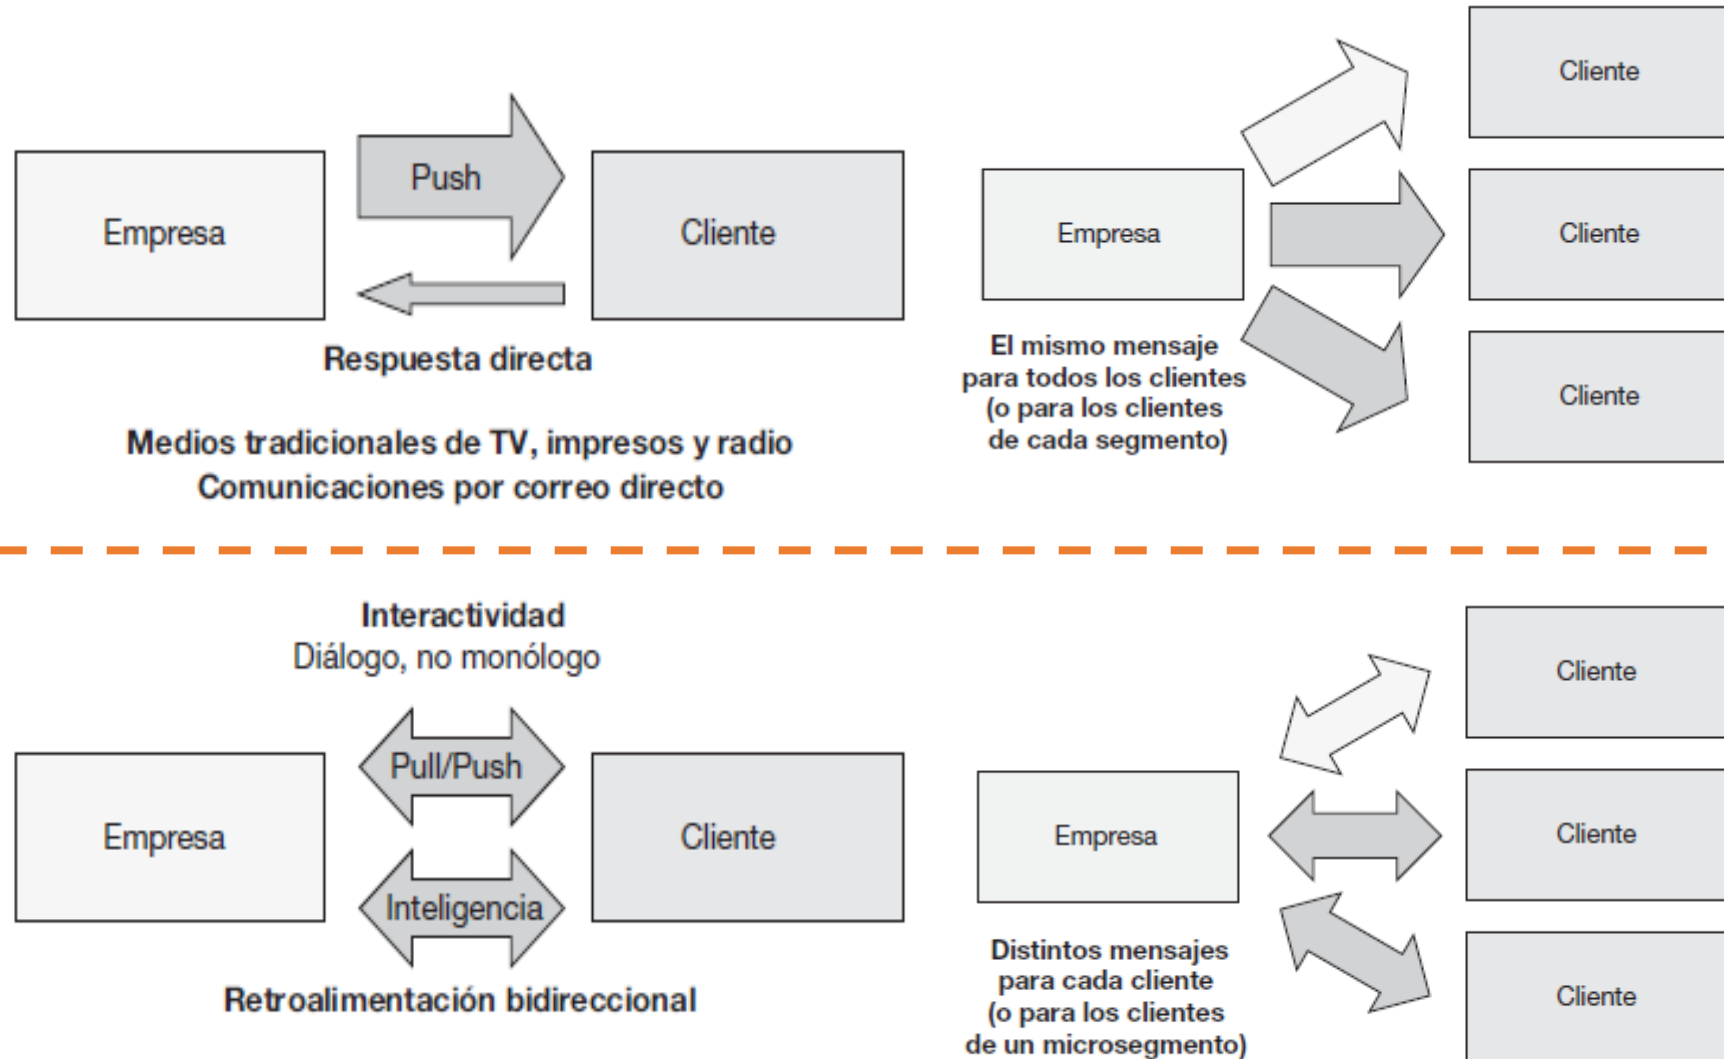 Empresa
Push
Cliente
Respuesta directa
Medios tradicionales de TV, impresos y radio
Comunicaciones por correo directo
Empresa
El mismo mensaje
para todos los clientes
(o para los clientes
de cada segmento)
Cliente
Cliente
Cliente
Interactividad
Diálogo, no monólogo
Empresa
Pull/Push
Inteligencia
Cliente
Retroalimentación bidireccional
Empresa
Distintos mensajes
para cada cliente
(o para los clientes
de un microsegmento)
Cliente
Cliente
Cliente